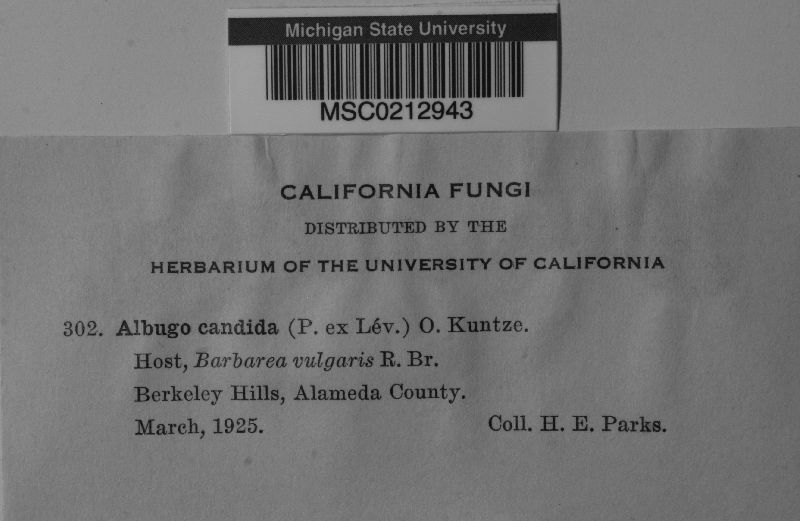 Michigan State University
MSC0212943
CALIFORNIA FUNGI
DISTRIBUTED BY THE
HERBARIUM OF THE UNIVERSITY OF CALIFORNIA
302. Albugo candida (P. ex Lév.) O. Kuntze.
Host, Barbarea vulgaris R. Br.
Berkeley Hills, Alameda County.
March, 1925. Coll. H. E. Parks.